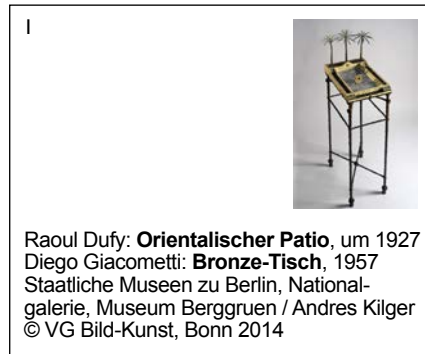 I
Raoul Dufy: Orientalischer Patio, um 1927
Diego Giacometti: Bronze-Tisch, 1957
Staatliche Museen zu Berlin, National-
galerie, Museum Berggruen / Andres Kilger
© VG Bild-Kunst, Bonn 2014